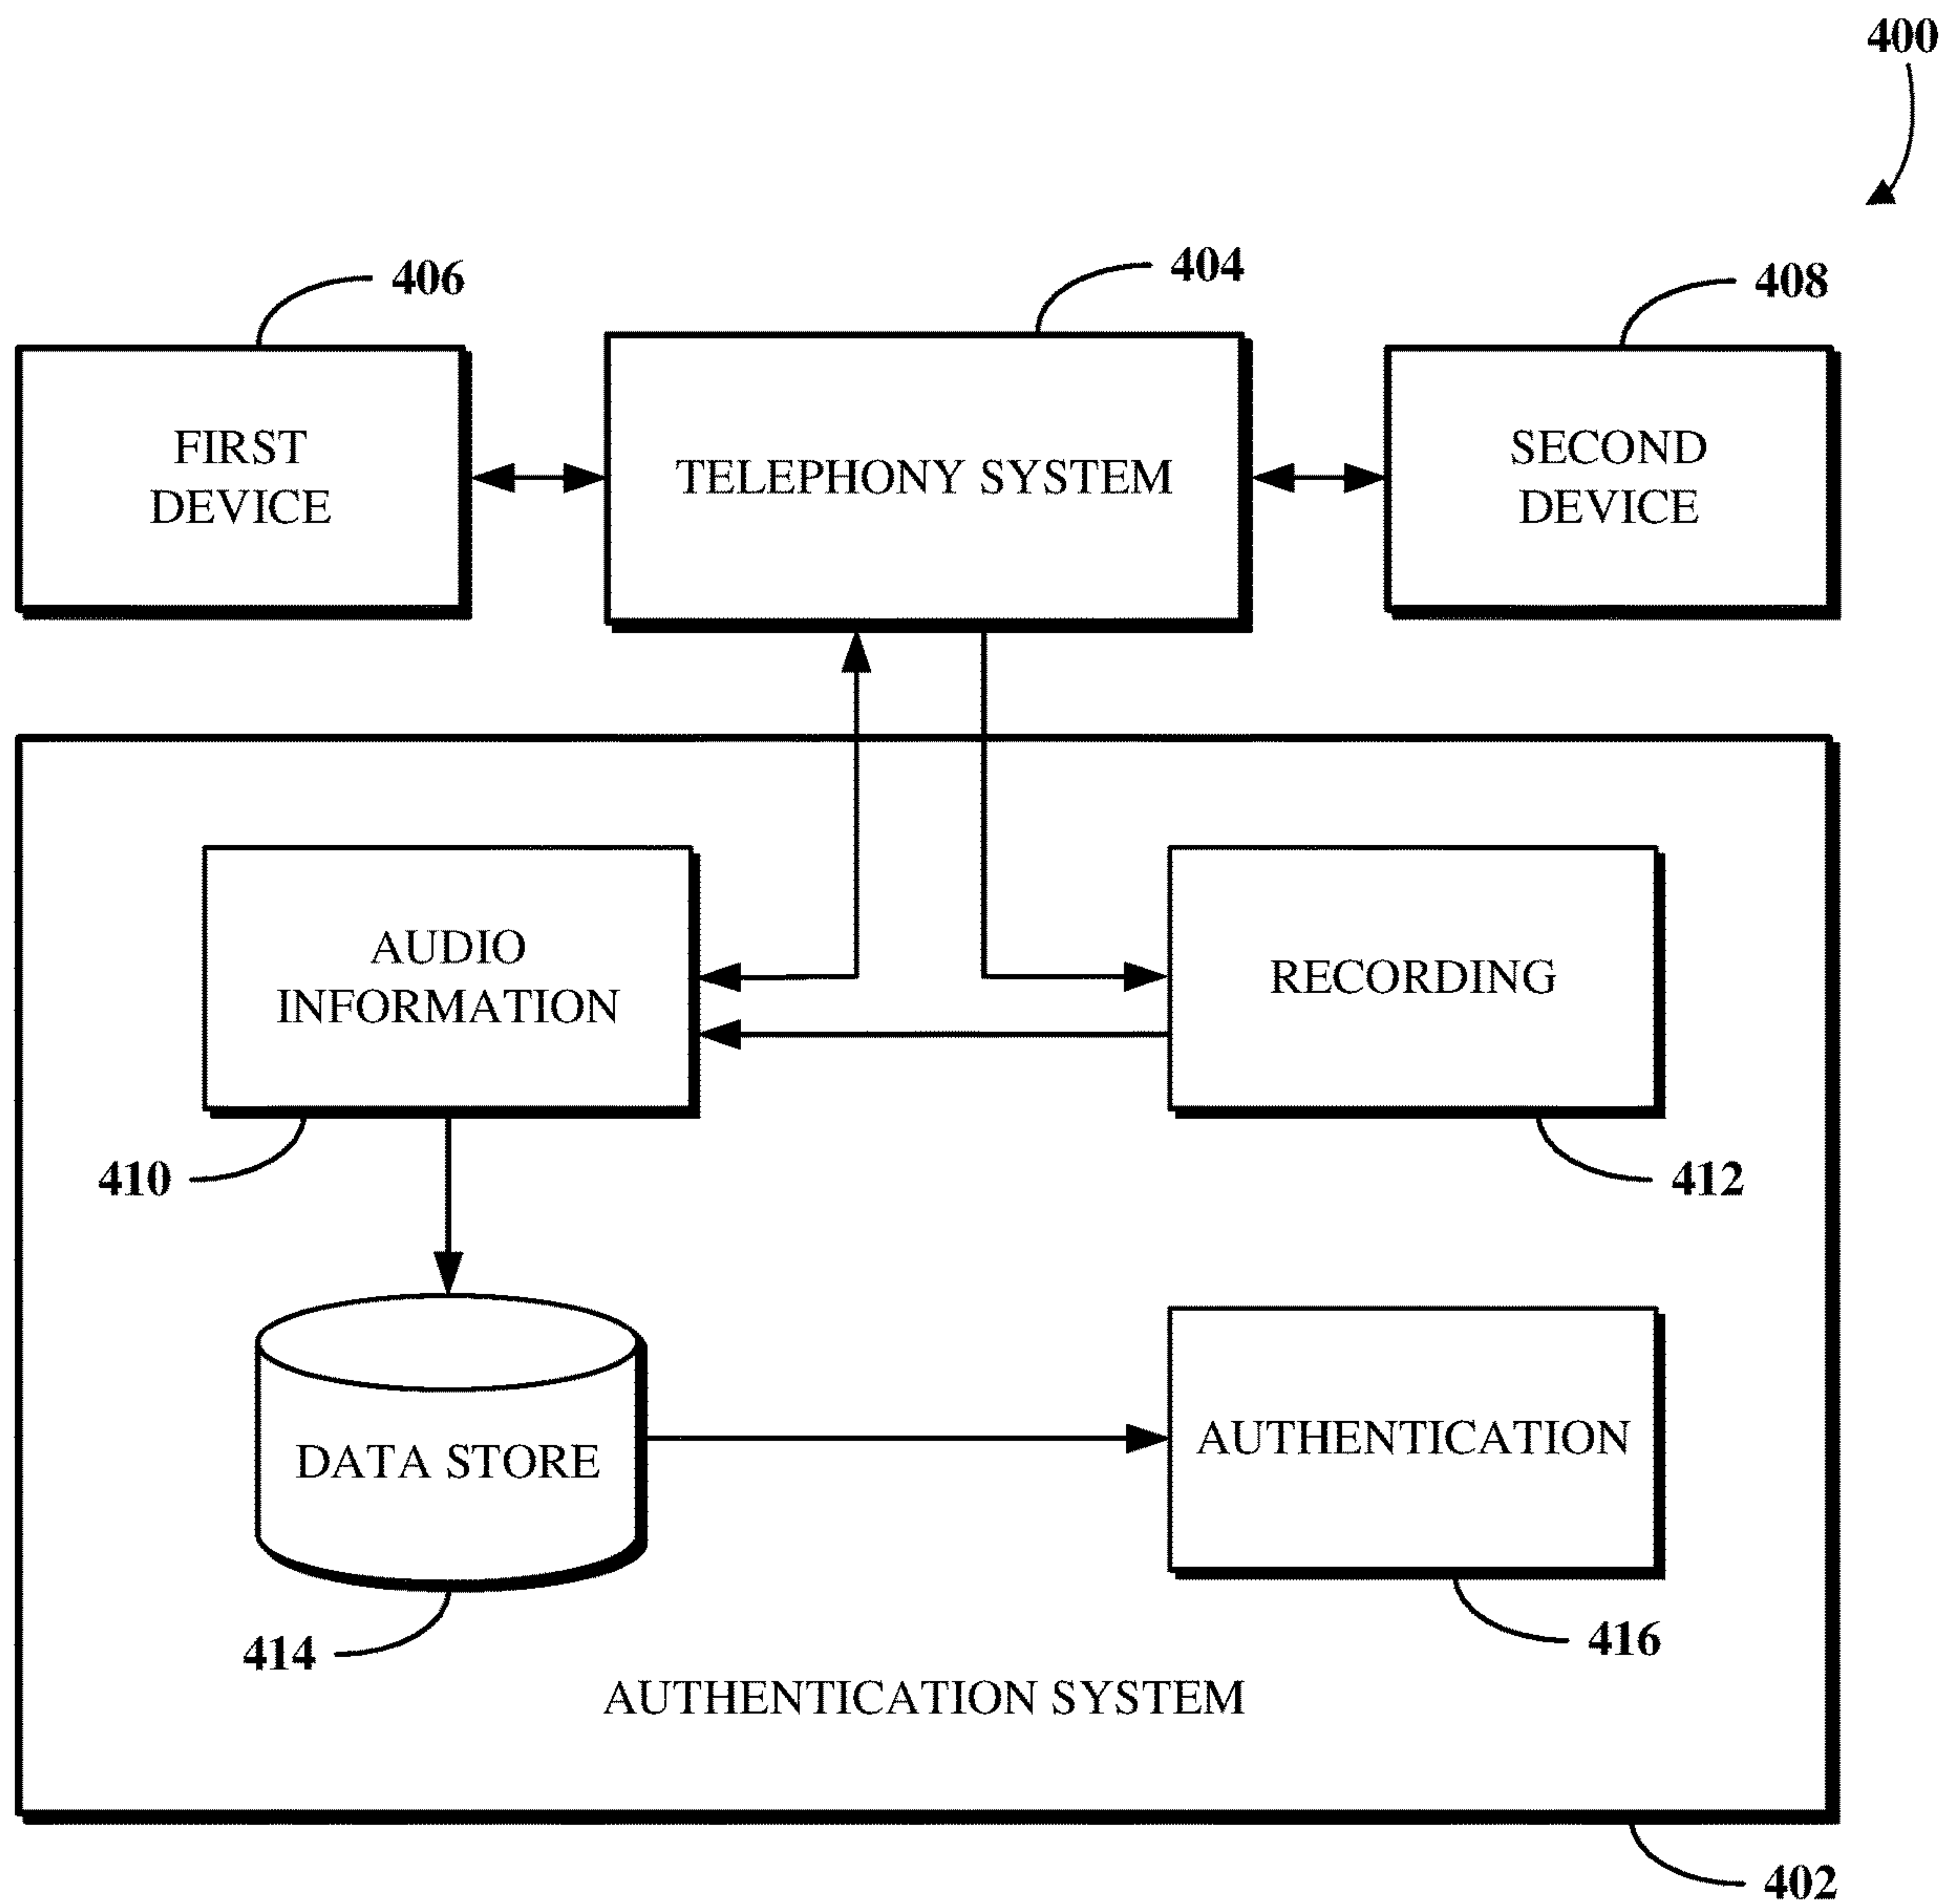 400
406
404
408
FIRST
DEVICE
TELEPHONY SYSTEM
SECOND
DEVICE
AUDIO
INFORMATION
RECORDING
410
412
DATA STORE
AUTHENTICATION
414
416
AUTHENTICATION SYSTEM
402